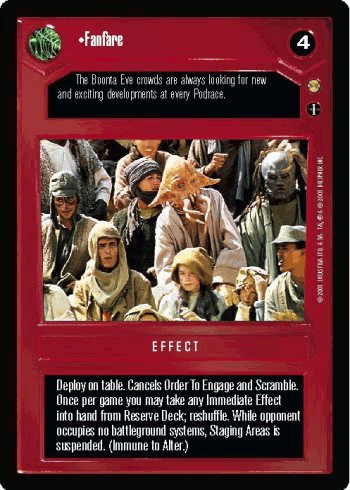 •Fanfare
4
The Boonta Eve crowds are always looking for new
and exciting developments at every Podrace.
EFFECT
Deploy on table. Cancels Order To Engage and Scramble.
Once per game you may take any Immediate Effect
into hand from Reserve Deck; reshuffle. While opponent
occupies no battleground systems, Staging Areas is
suspended. (Immune to Alter.)